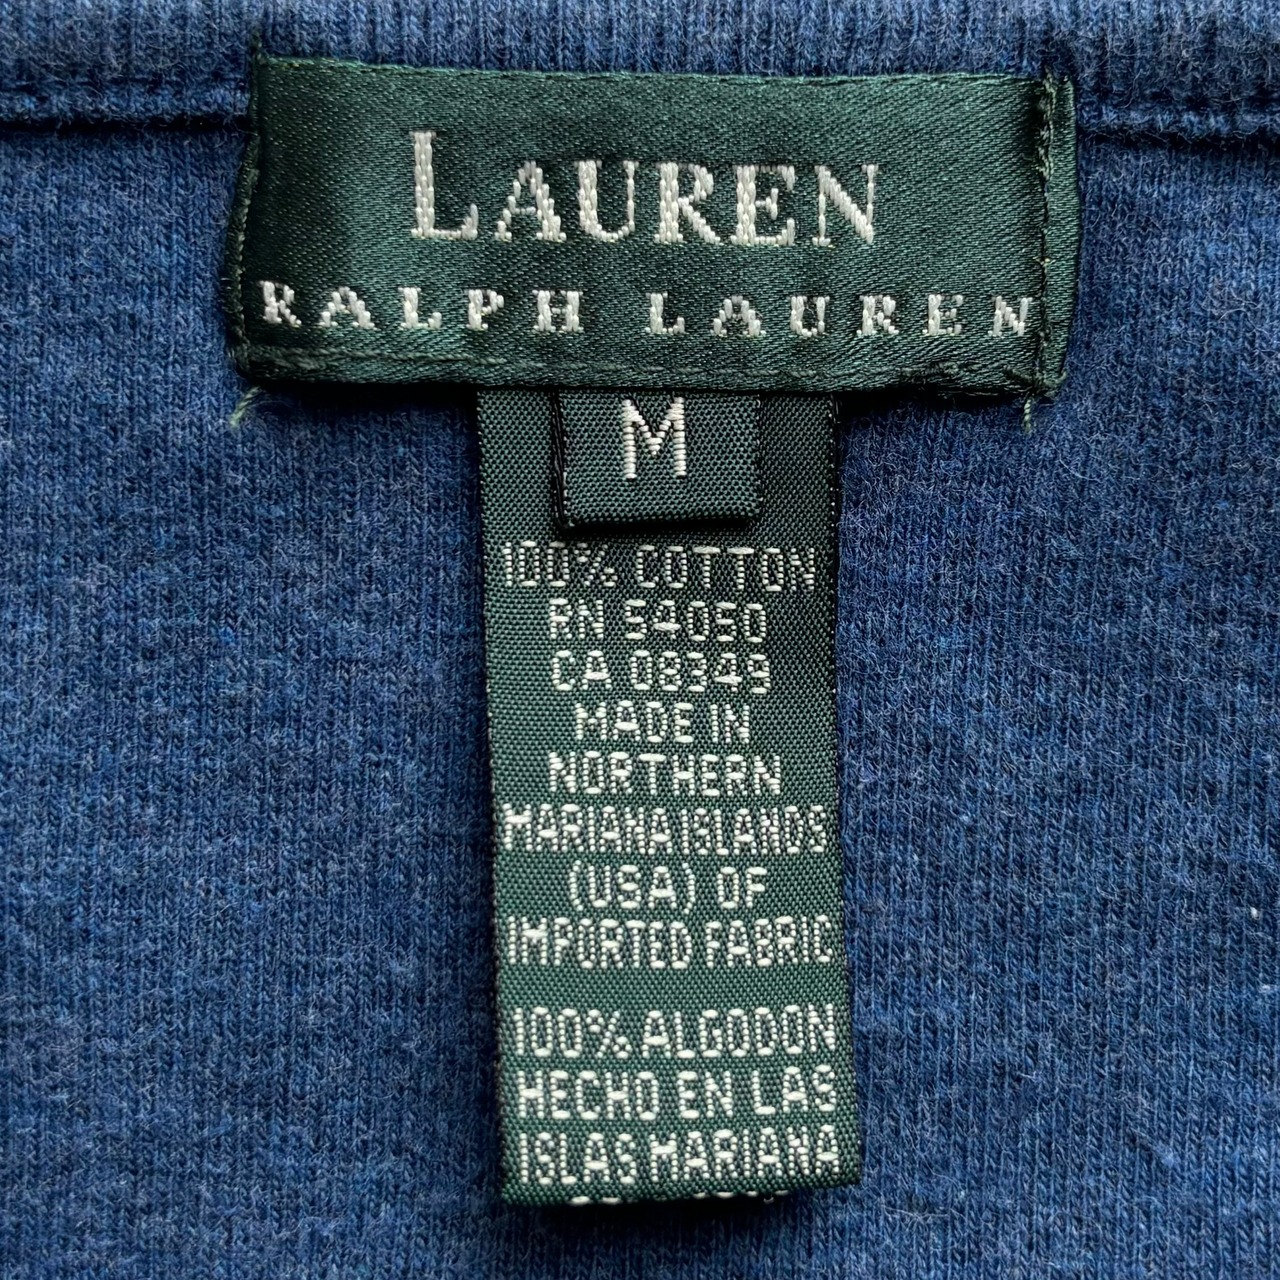 LAUREN
RALPH LAUREN
M
100% COTTON
RN 54050
CA 08349
MADE IN
NORTHERN
MARIANA ISLANDS
(USA) OF
IMPORTED FABRIC
100% ALGODON
HECHO EN LAS
ISLAS MARIANA